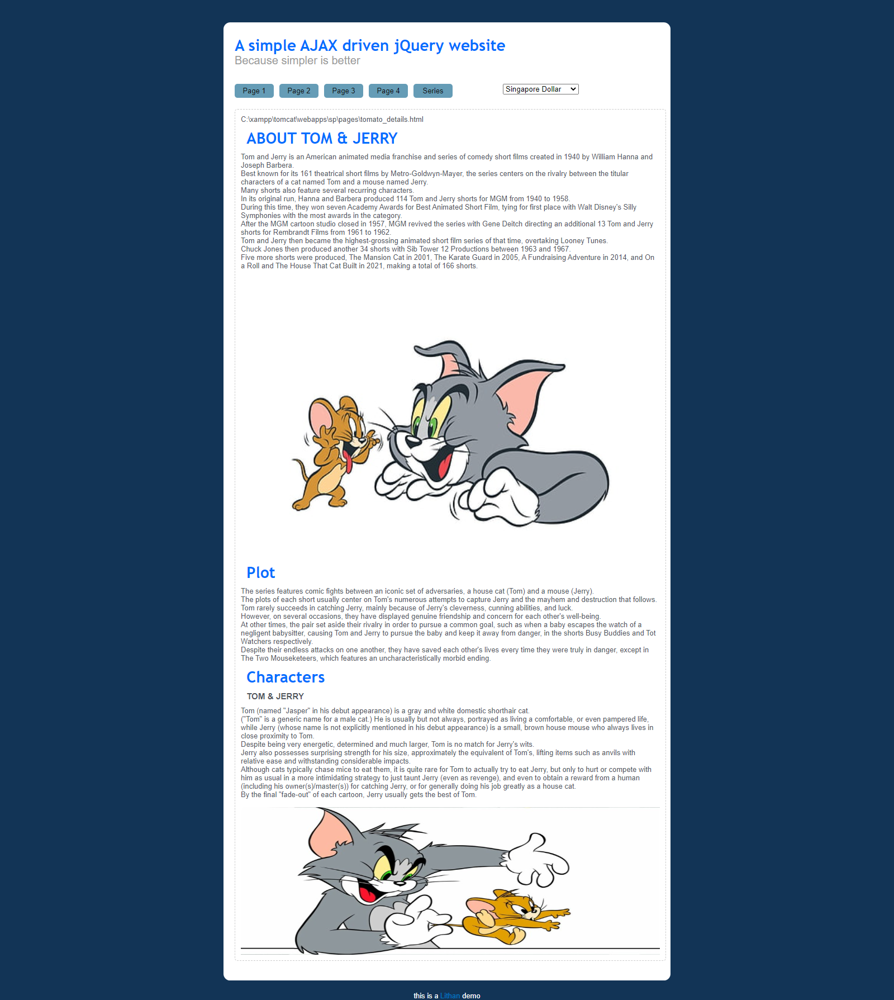 A simple AJAX driven jQuery website
Because simpler is better
Page 1 Page 2 Page 3 Page 4 Series Singapore Dollar
C:\xampp\tomcat\webapps\sp\pages\tomato_details.html
ABOUT TOM & JERRY
Tom and Jerry is an American animated media franchise and series of comedy short films created in 1940 by William Hanna and
Joseph Barbera.
Best known for its 161 theatrical short films by Metro-Goldwyn-Mayer, the series centers on the rivalry between the titular
characters of a cat named Tom and a mouse named Jerry.
Many shorts also feature several recurring characters.
In its original run, Hanna and Barbera produced 114 Tom and Jerry shorts for MGM from 1940 to 1958.
During this time, they won seven Academy Awards for Best Animated Short Film, tying for first place with Walt Disney's Silly
Symphonies with the most awards in the category.
After the MGM cartoon studio closed in 1957, MGM revived the series with Gene Deitch directing an additional 13 Tom and Jerry
shorts for Rembrandt Films from 1961 to 1962.
Tom and Jerry then became the highest-grossing animated short film series of that time, overtaking Looney Tunes.
Chuck Jones then produced another 34 shorts with Sib Tower 12 Productions between 1963 and 1967.
Five more shorts were produced, The Mansion Cat in 2001, The Karate Guard in 2005, A Fundraising Adventure in 2014, and On
a Roll and The House That Cat Built in 2021, making a total of 166 shorts.
Plot
The series features comic fights between an iconic set of adversaries, a house cat (Tom) and a mouse (Jerry).
The plots of each short usually center on Tom's numerous attempts to capture Jerry and the mayhem and destruction that follows.
Tom rarely succeeds in catching Jerry, mainly because of Jerry's cleverness, cunning abilities, and luck.
However, on several occasions, they have displayed genuine friendship and concern for each other's well-being.
At other times, the pair set aside their rivalry in order to pursue a common goal, such as when a baby escapes the watch of a
negligent babysitter, causing Tom and Jerry to pursue the baby and keep it away from danger, in the shorts Busy Buddies and Tot
Watchers respectively.
Despite their endless attacks on one another, they have saved each other's lives every time they were truly in danger, except in
The Two Mouseketeers, which features an uncharacteristically morbid ending.
Characters
TOM & JERRY
Tom (named "Jasper" in his debut appearance) is a gray and white domestic shorthair cat.
("Tom" is a generic name for a male cat.) He is usually but not always, portrayed as living a comfortable, or even pampered life,
while Jerry (whose name is not explicitly mentioned in his debut appearance) is a small, brown house mouse who always lives in
close proximity to Tom.
Despite being very energetic, determined and much larger, Tom is no match for Jerry's wits.
Jerry also possesses surprising strength for his size, approximately the equivalent of Tom's, lifting items such as anvils with
relative ease and withstanding considerable impacts.
Although cats typically chase mice to eat them, it is quite rare for Tom to actually try to eat Jerry, but only to hurt or compete with
him as usual in a more intimidating strategy to just taunt Jerry (even as revenge), and even to obtain a reward from a human
(including his owner(s)/master(s)) for catching Jerry, or for generally doing his job greatly as a house cat.
By the final "fade-out" of each cartoon, Jerry usually gets the best of Tom.
this is a Lithan demo